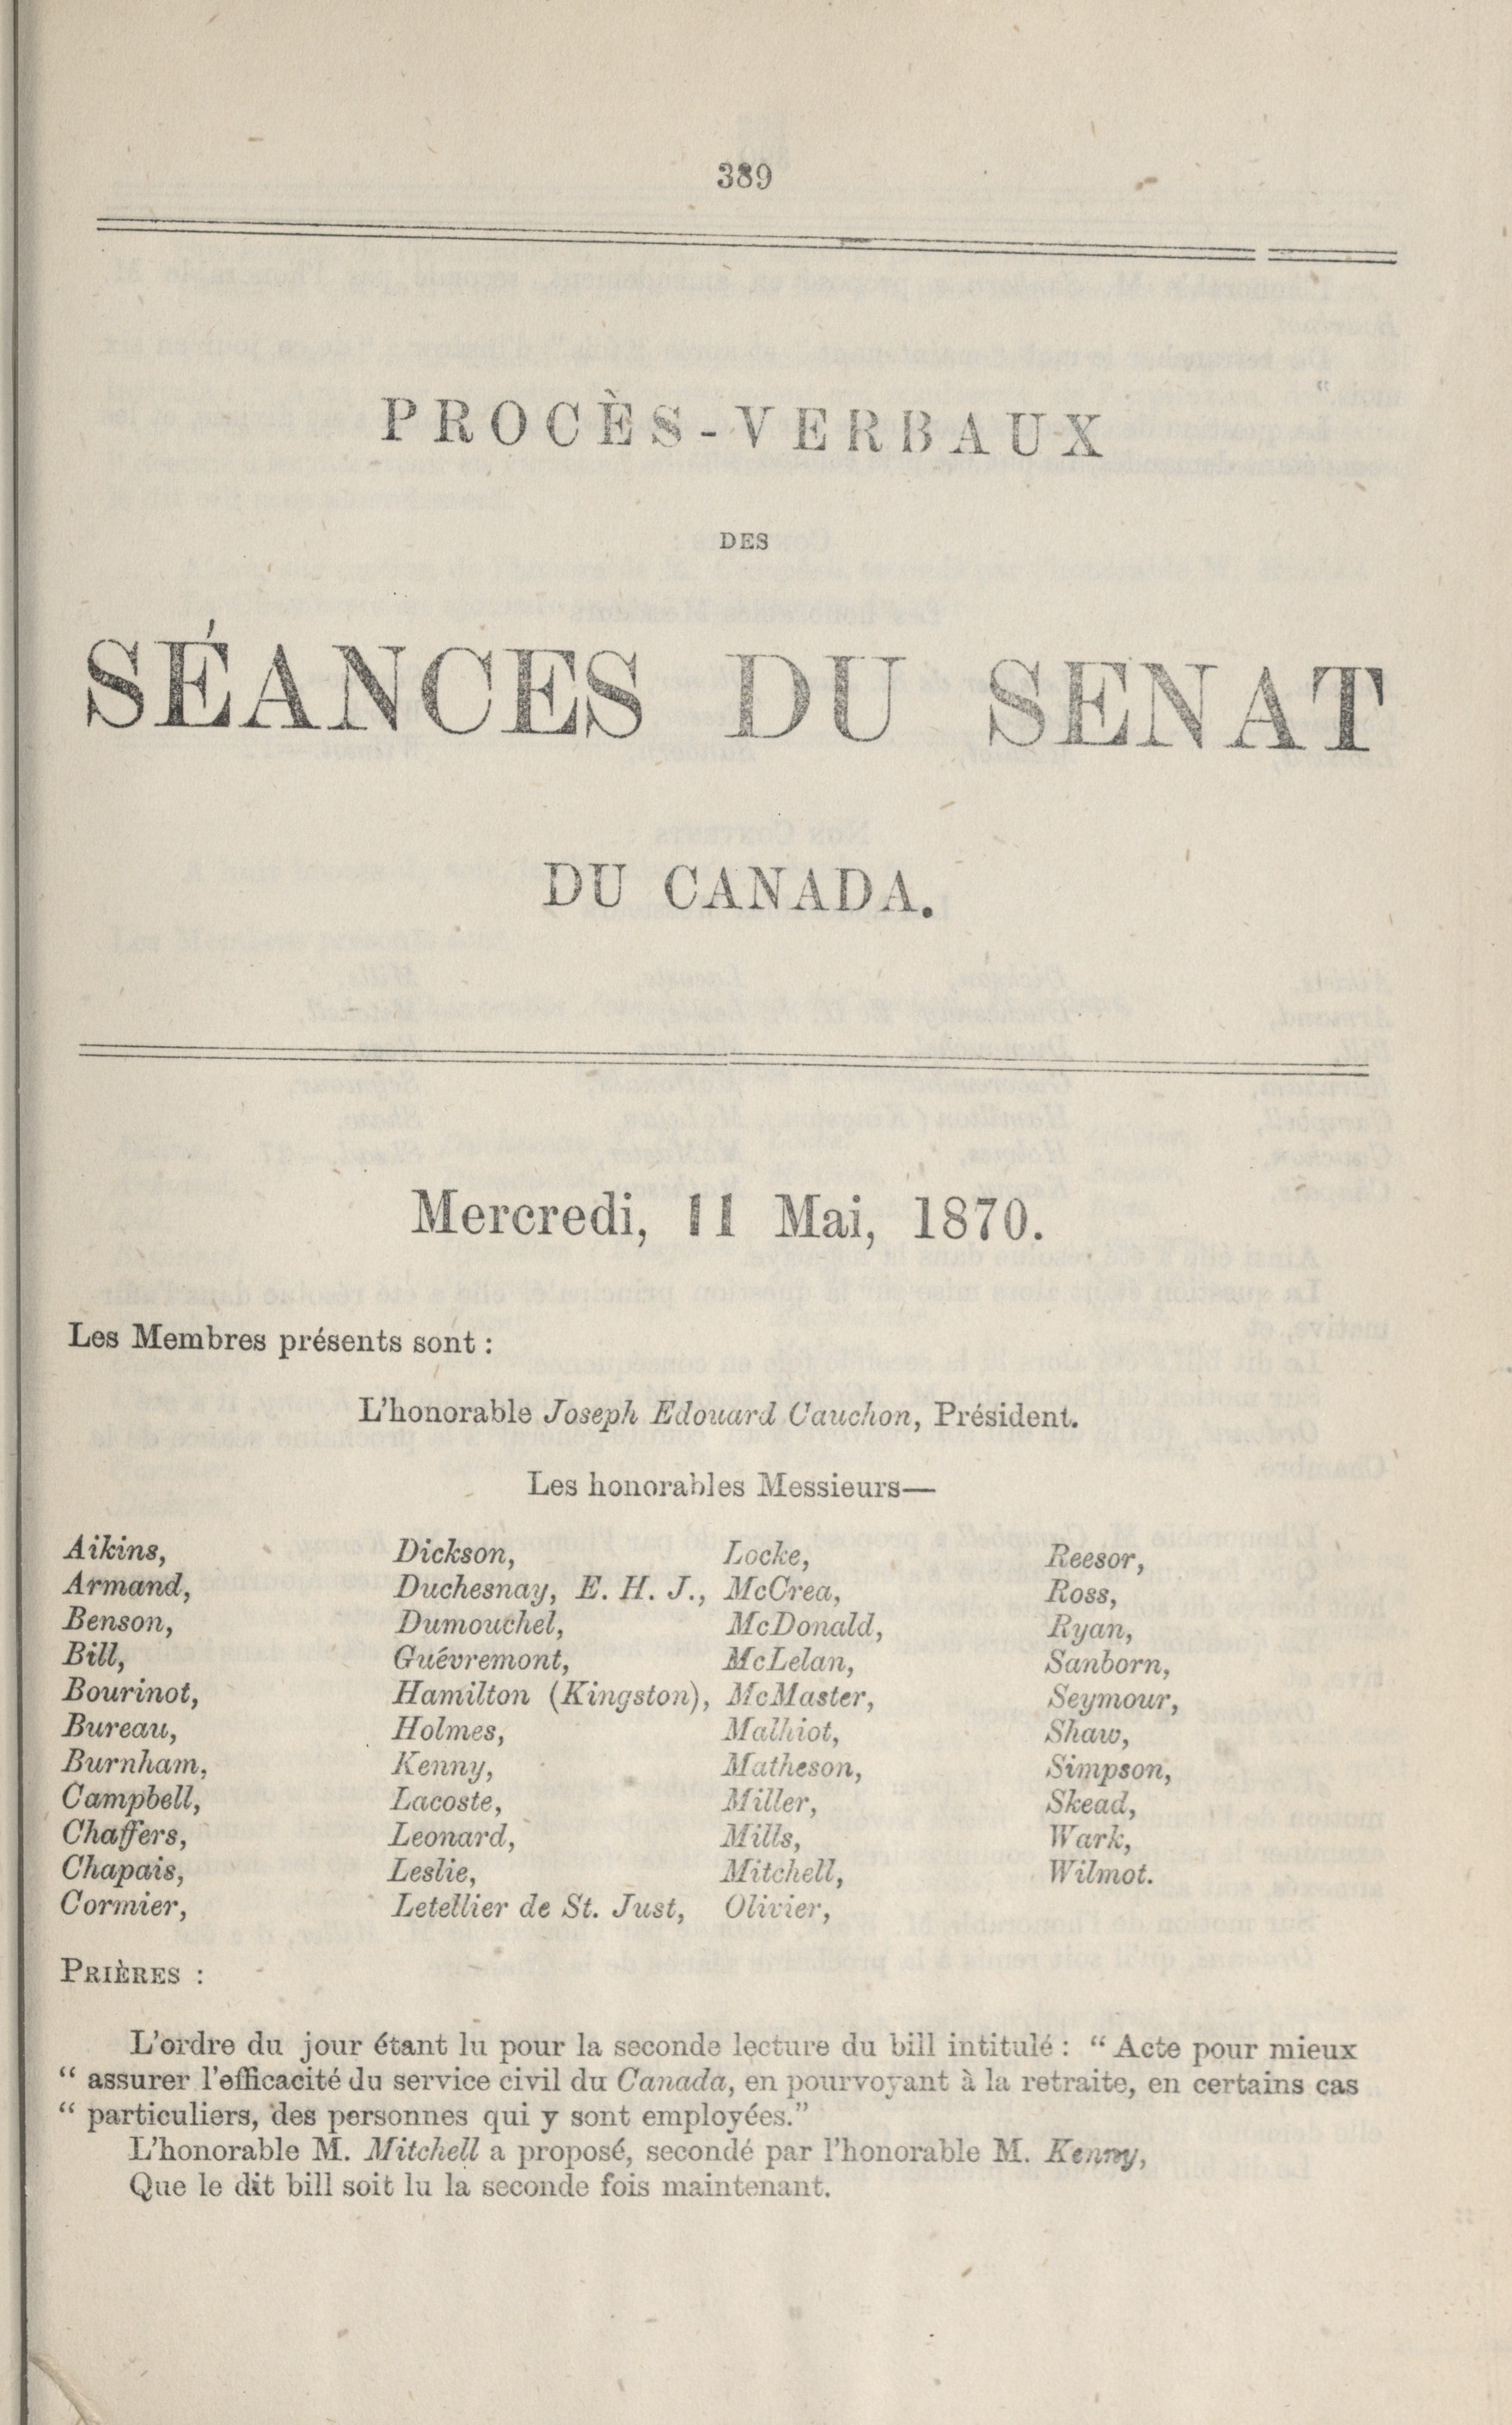 389
PROCÈS-VERBAUX
DES
SÉANCES DU SENAT
DU CANADA.
Mercredi, 11 Mai, 1870.
Les Membres présents sont :
L'honorable Joseph Edouard Cauchon, Président.
Les honorables Messieurs—
Aikins, Dickson, Locke, Reesor,
Armand, Duchesnay, E. H. J., McCrea, Ross,
Benson, Dumouchel, McDonald, Ryan,
Bill, Guévremont, McLelan, Sanborn,
Bourinot, Hamilton (Kingston), McMaster, Seymour,
Bureau, Holmes, Malhiot, Shaw,
Burnham, Kenny, Matheson, Simpson,
Campbell, Lacoste, Miller, Skead,
Chaffers, Leonard, Mills, Wark,
Chapais, Leslie, Mitchell, Wilmot.
Cormier, Letellier de St. Just, Olivier,
PRIÈRES :
L'ordre du jour étant lu pour la seconde lecture du bill intitulé : “ Acte pour mieux
“ assurer l'efficacité du service civil du Canada, en pourvoyant à la retraite, en certains cas
“ particuliers, des personnes qui y sont employées.”
L'honorable M. Mitchell a proposé, secondé par l'honorable M. Kenny,
Que le dit bill soit lu la seconde fois maintenant.